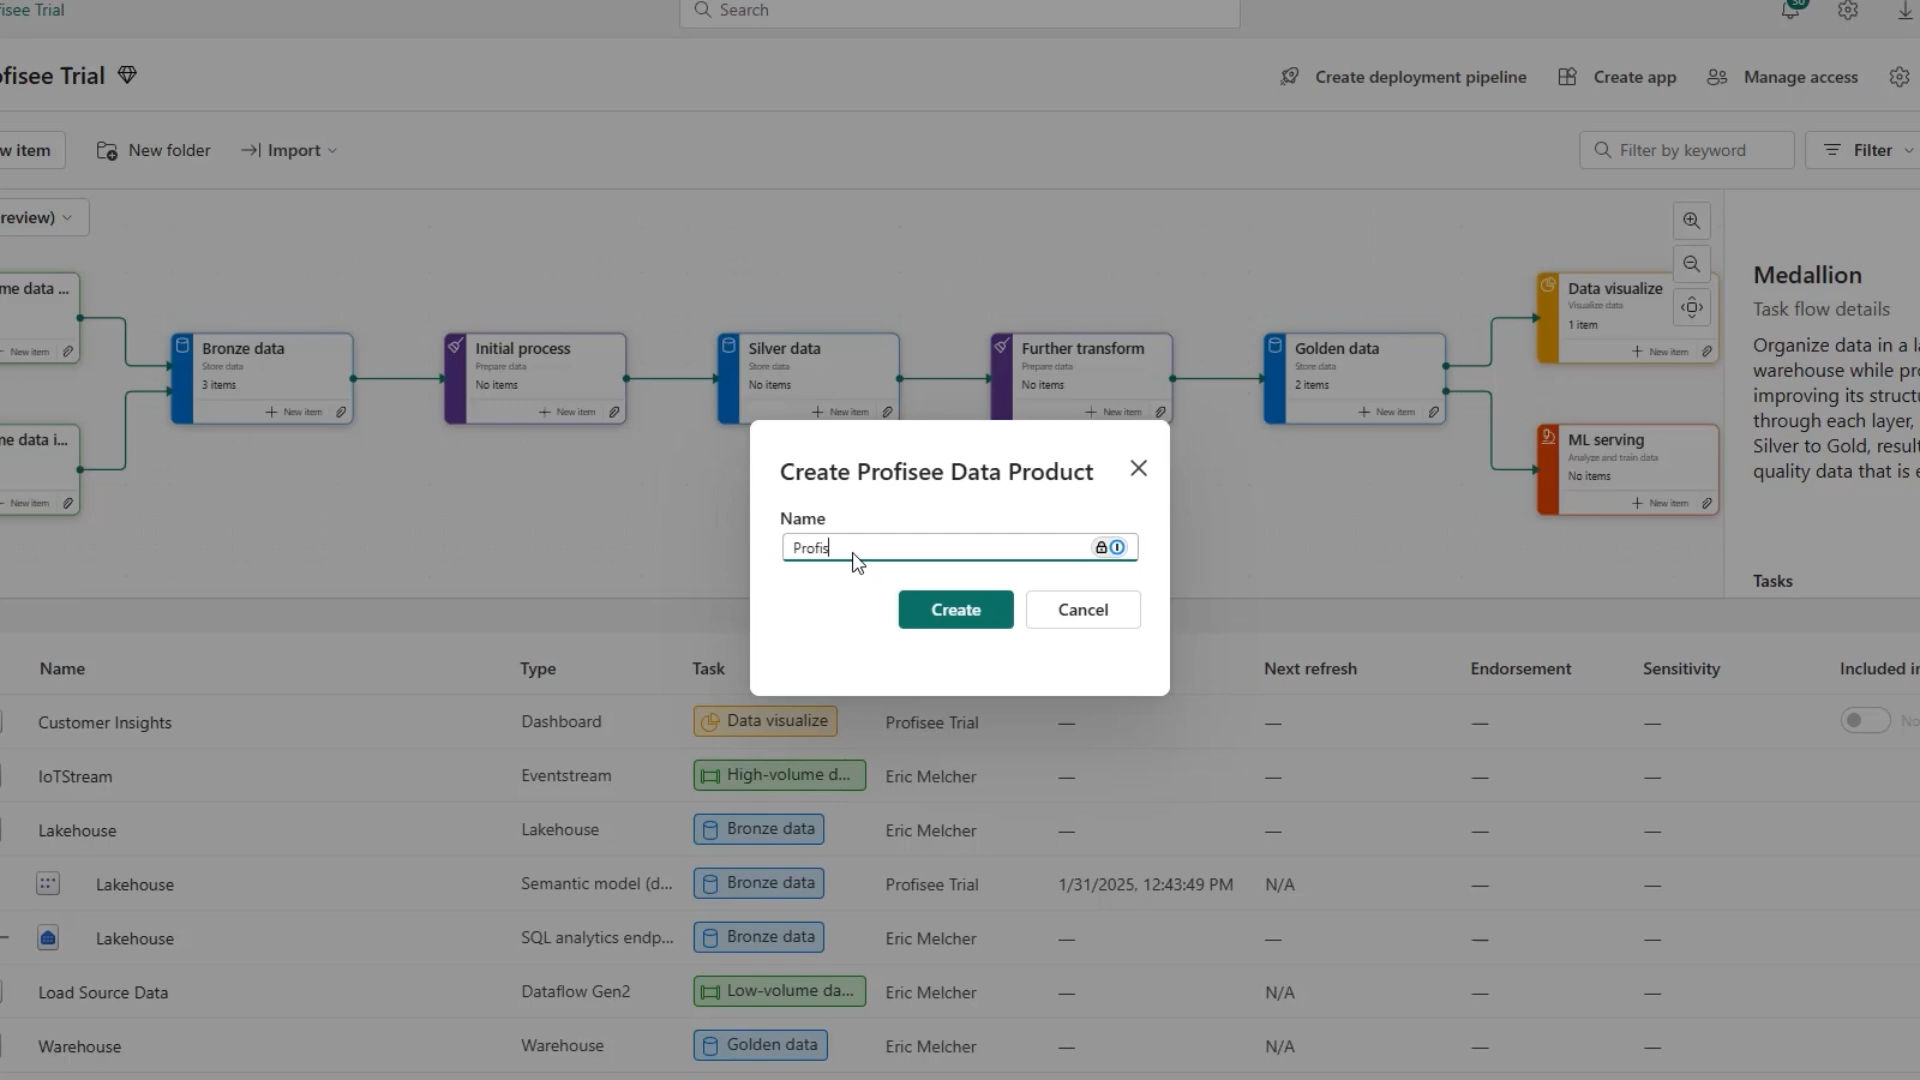 fisee Trial
Search
30
ofisee Trial
Create deployment pipeline
Create app
Manage access
w item
New folder
Import
Filter by keyword
Filter
review)
me data ...
New item
me data i...
New item
Bronze data
Store data
3 items
New item
Initial process
Prepare data
No items
New item
Silver data
Store data
No items
New item
Further transform
Prepare data
No items
New item
Golden data
Store data
2 items
New item
Data visualize
Visualize data
1 item
New item
ML serving
Analyze and train data
No items
New item
Medallion
Task flow details
Organize data in a la
warehouse while pro
improving its structu
through each layer,
Silver to Gold, result
quality data that is e
Tasks
Create Profisee Data Product
Name
Profis
Create
Cancel
Name Type Task Next refresh Endorsement Sensitivity Included in
Customer Insights Dashboard Data visualize Profisee Trial — — — — No
IoTStream Eventstream High-volume d... Eric Melcher — — — —
Lakehouse Lakehouse Bronze data Eric Melcher — — — —
Lakehouse Semantic model (d... Bronze data Profisee Trial 1/31/2025, 12:43:49 PM N/A — —
Lakehouse SQL analytics endp... Bronze data Eric Melcher — — — —
Load Source Data Dataflow Gen2 Low-volume da... Eric Melcher — N/A — —
Warehouse Warehouse Golden data Eric Melcher — N/A — —